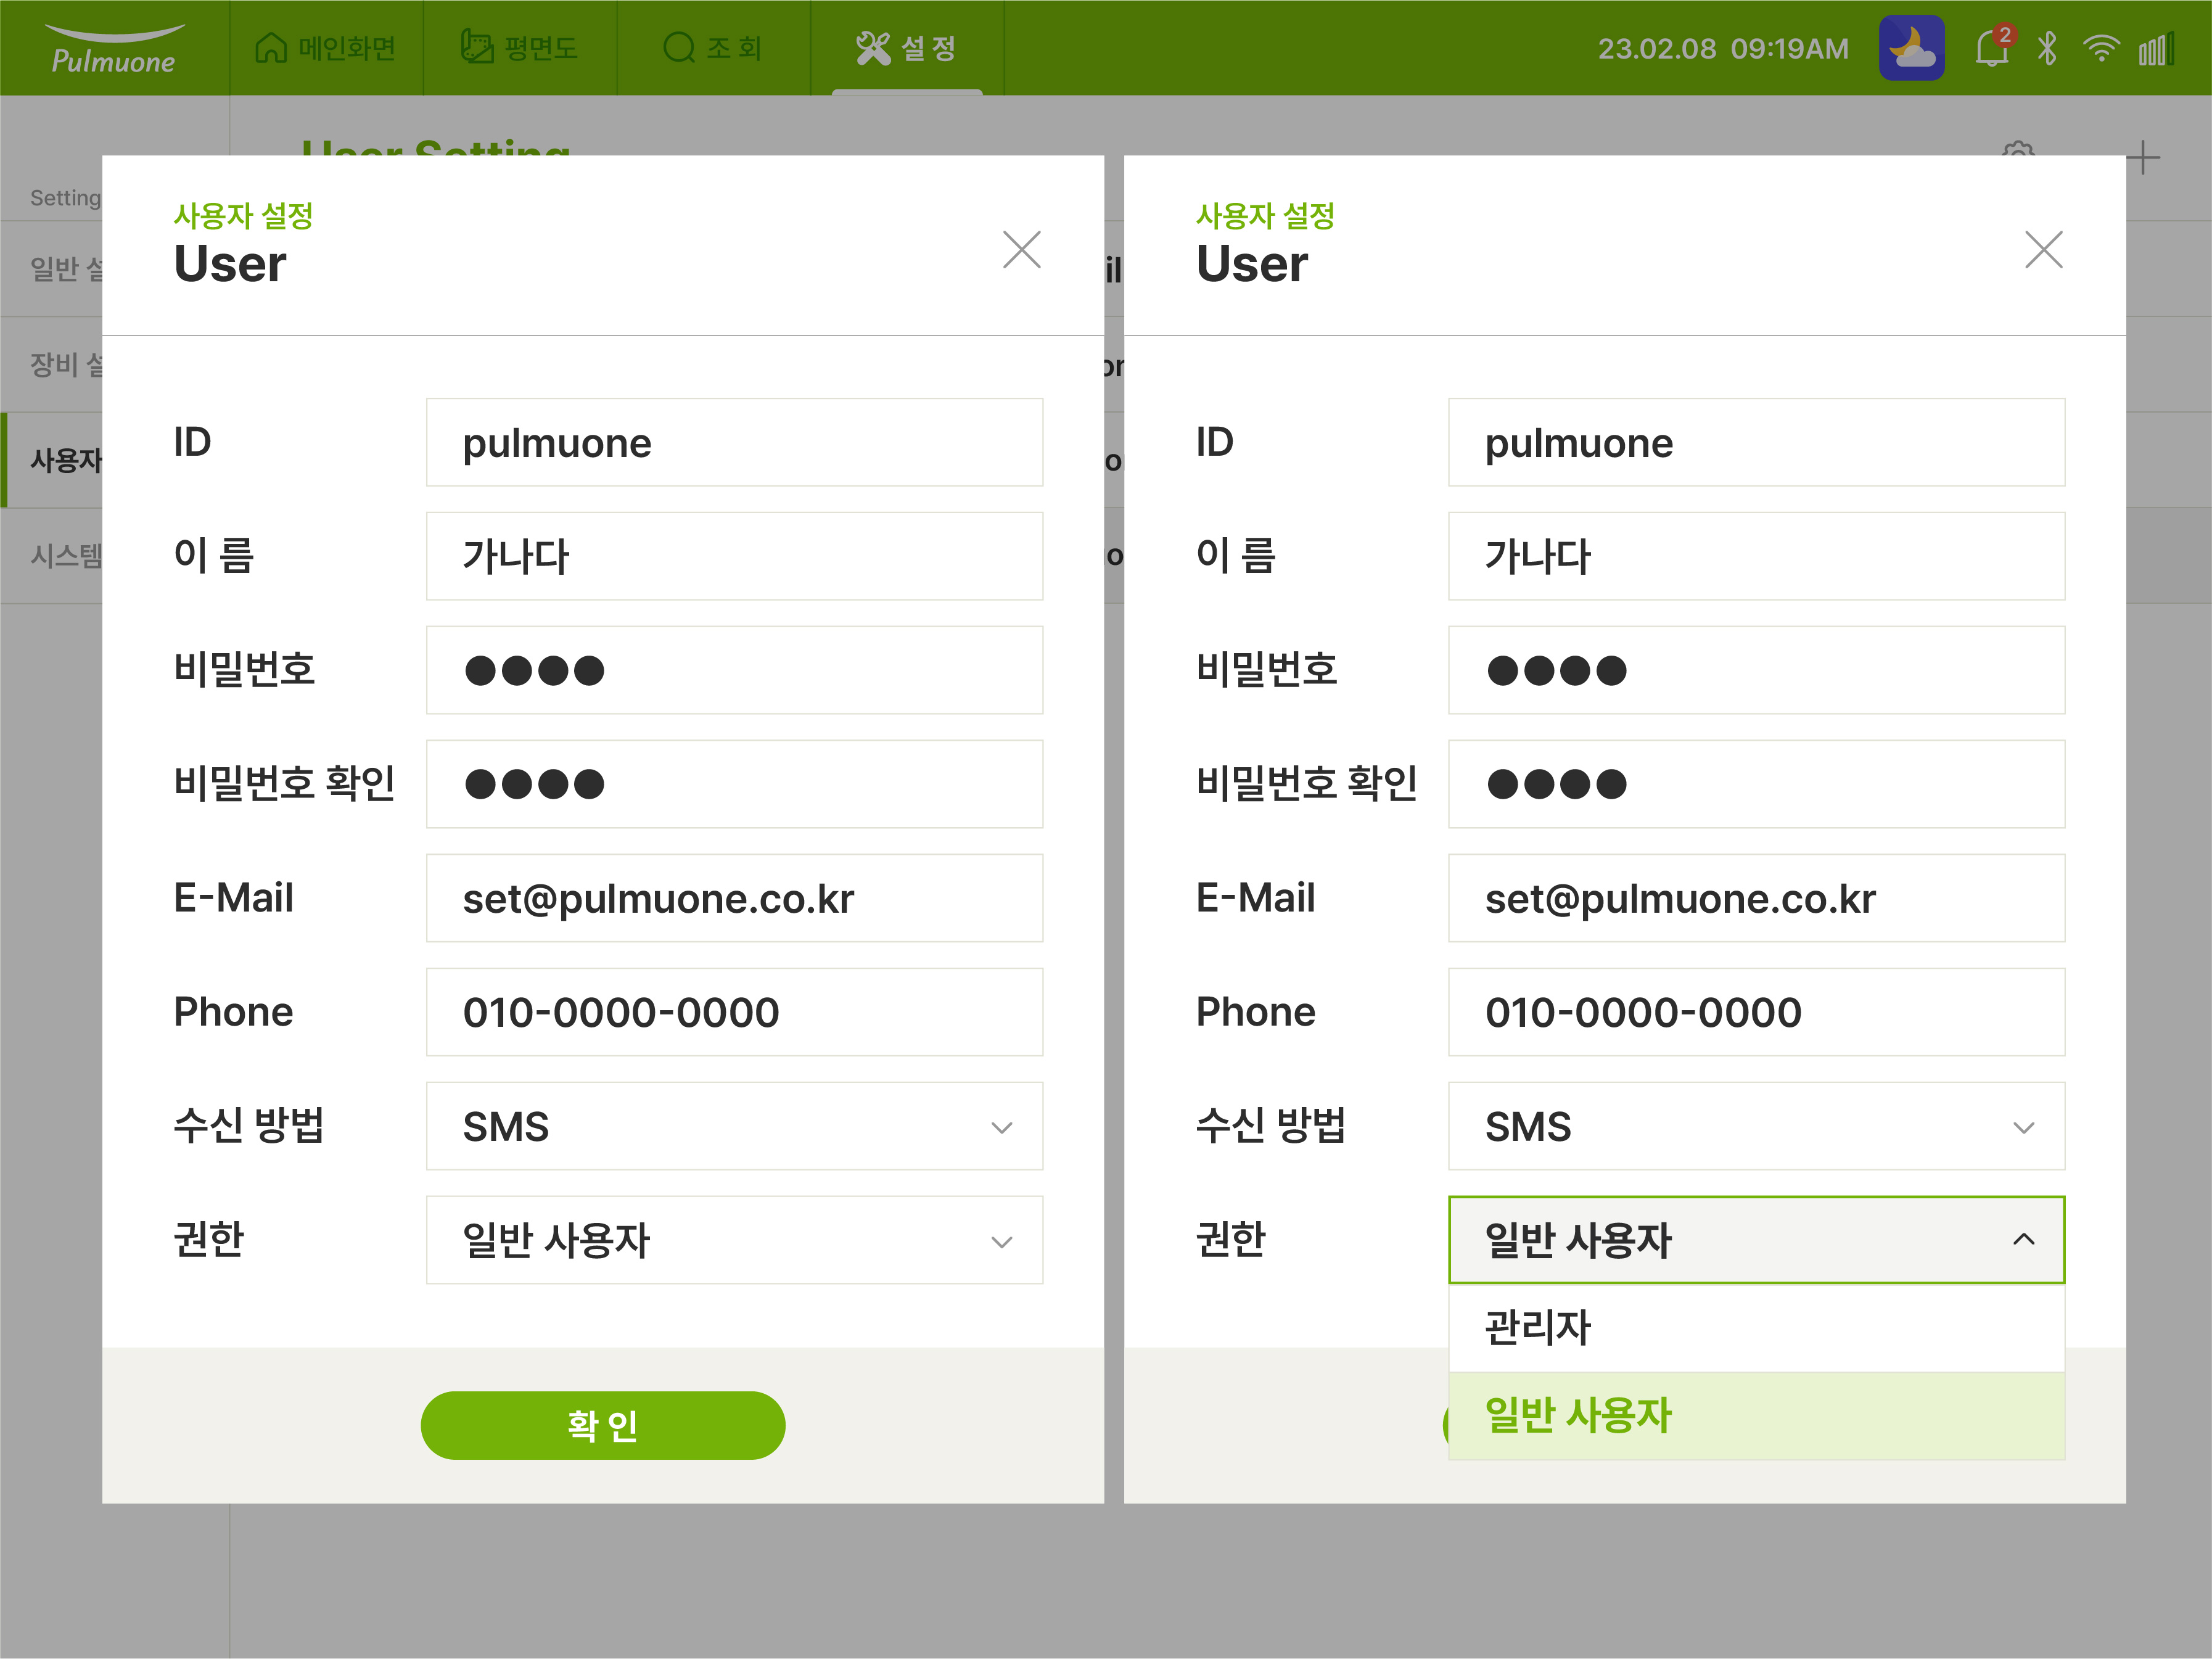 Pulmuone
메인화면
평면도
조 회
설 정
23.02.08 09:19AM
2
User Setting
Setting
일반
장비
사용자
시스템
사용자 설정
User
ID
pulmuone
이 름
가나다
비밀번호
●●●●
비밀번호 확인
●●●●
E-Mail
set@pulmuone.co.kr
Phone
010-0000-0000
수신 방법
SMS
권한
일반 사용자
확 인
사용자 설정
User
ID
pulmuone
이 름
가나다
비밀번호
●●●●
비밀번호 확인
●●●●
E-Mail
set@pulmuone.co.kr
Phone
010-0000-0000
수신 방법
SMS
권한
일반 사용자
관리자
일반 사용자